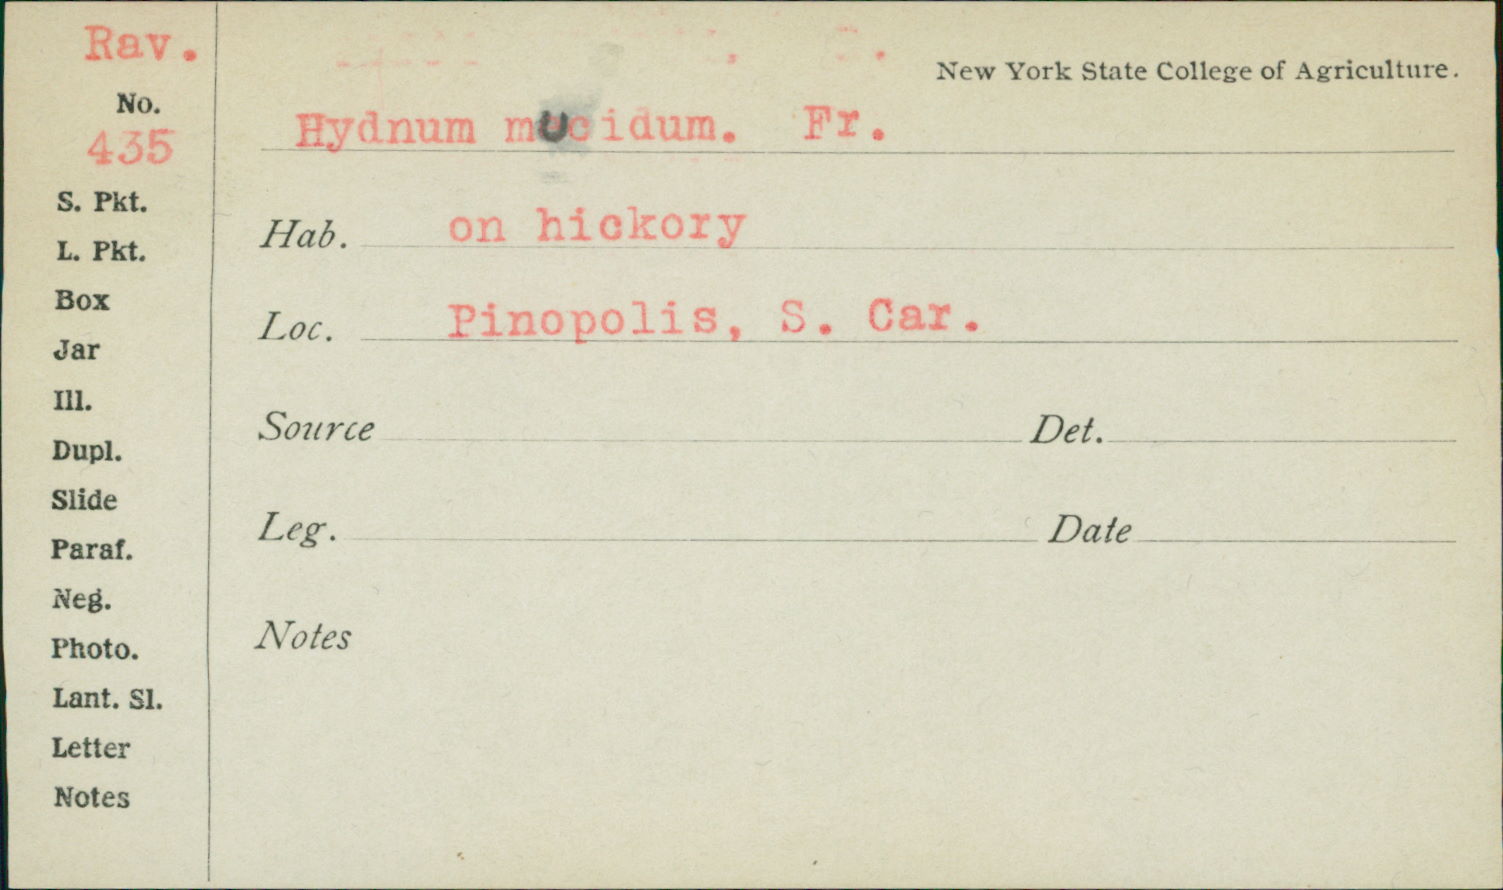 Rav.
No.
435
S. Pkt.
L. Pkt.
Box
Jar
Ill.
Dupl.
Slide
Paraf.
Neg.
Photo.
Lant. Sl.
Letter
Notes
New York State College of Agriculture.
Hydnum mucidum. Fr.
Hab. on hickory
Loc. Pinopolis, S. Car.
Source Det.
Leg. Date
Notes